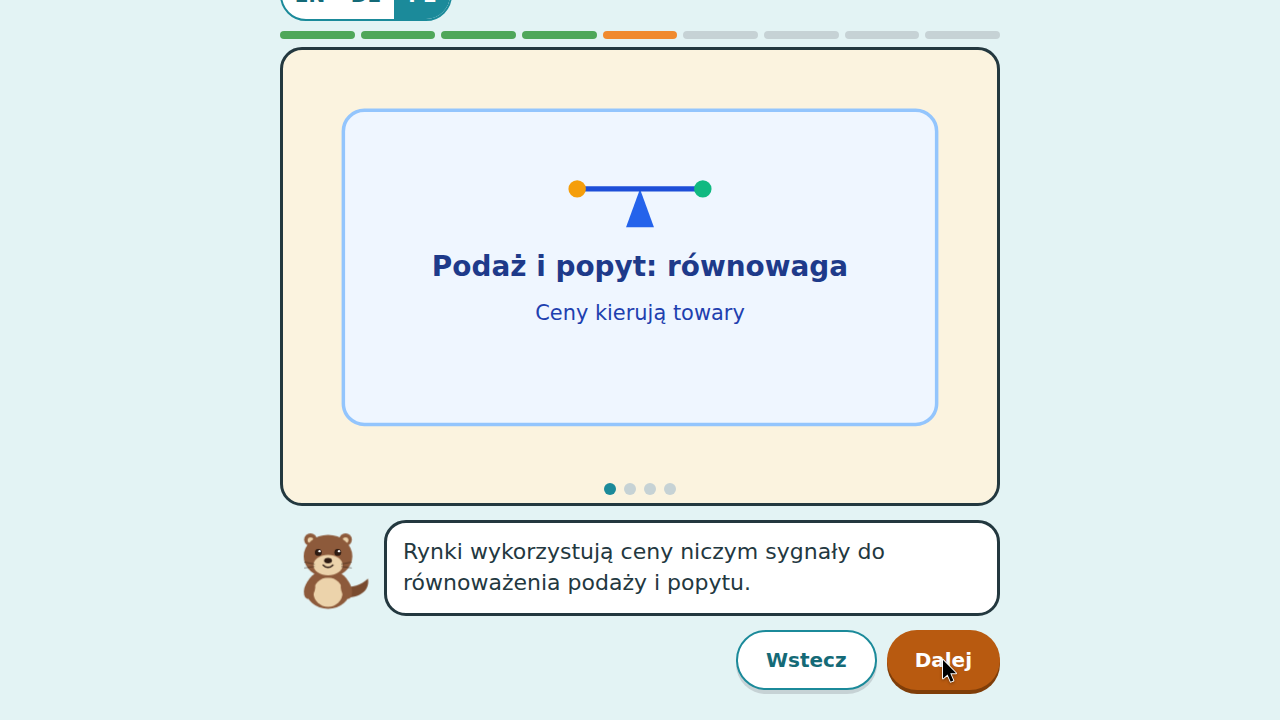 Podaż i popyt: równowaga
Ceny kierują towary
Rynki wykorzystują ceny niczym sygnały do
równoważenia podaży i popytu.
Wstecz
Dalej